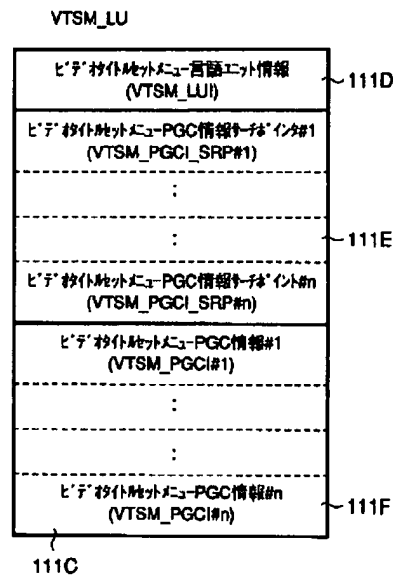 VTSM_LU
ビデオタイトルセットメニュー言語ユニット情報
(VTSM_LUI)
111D
ビデオタイトルセットメニューPGC情報サーチポインタ#1
(VTSM_PGCI_SRP#1)
:
:
111E
ビデオタイトルセットメニューPGC情報サーチポイント#n
(VTSM_PGCI_SRP#n)
ビデオタイトルセットメニューPGC情報#1
(VTSM_PGCI#1)
:
:
ビデオタイトルセットメニューPGC情報#n
(VTSM_PGCI#n)
111F
111C